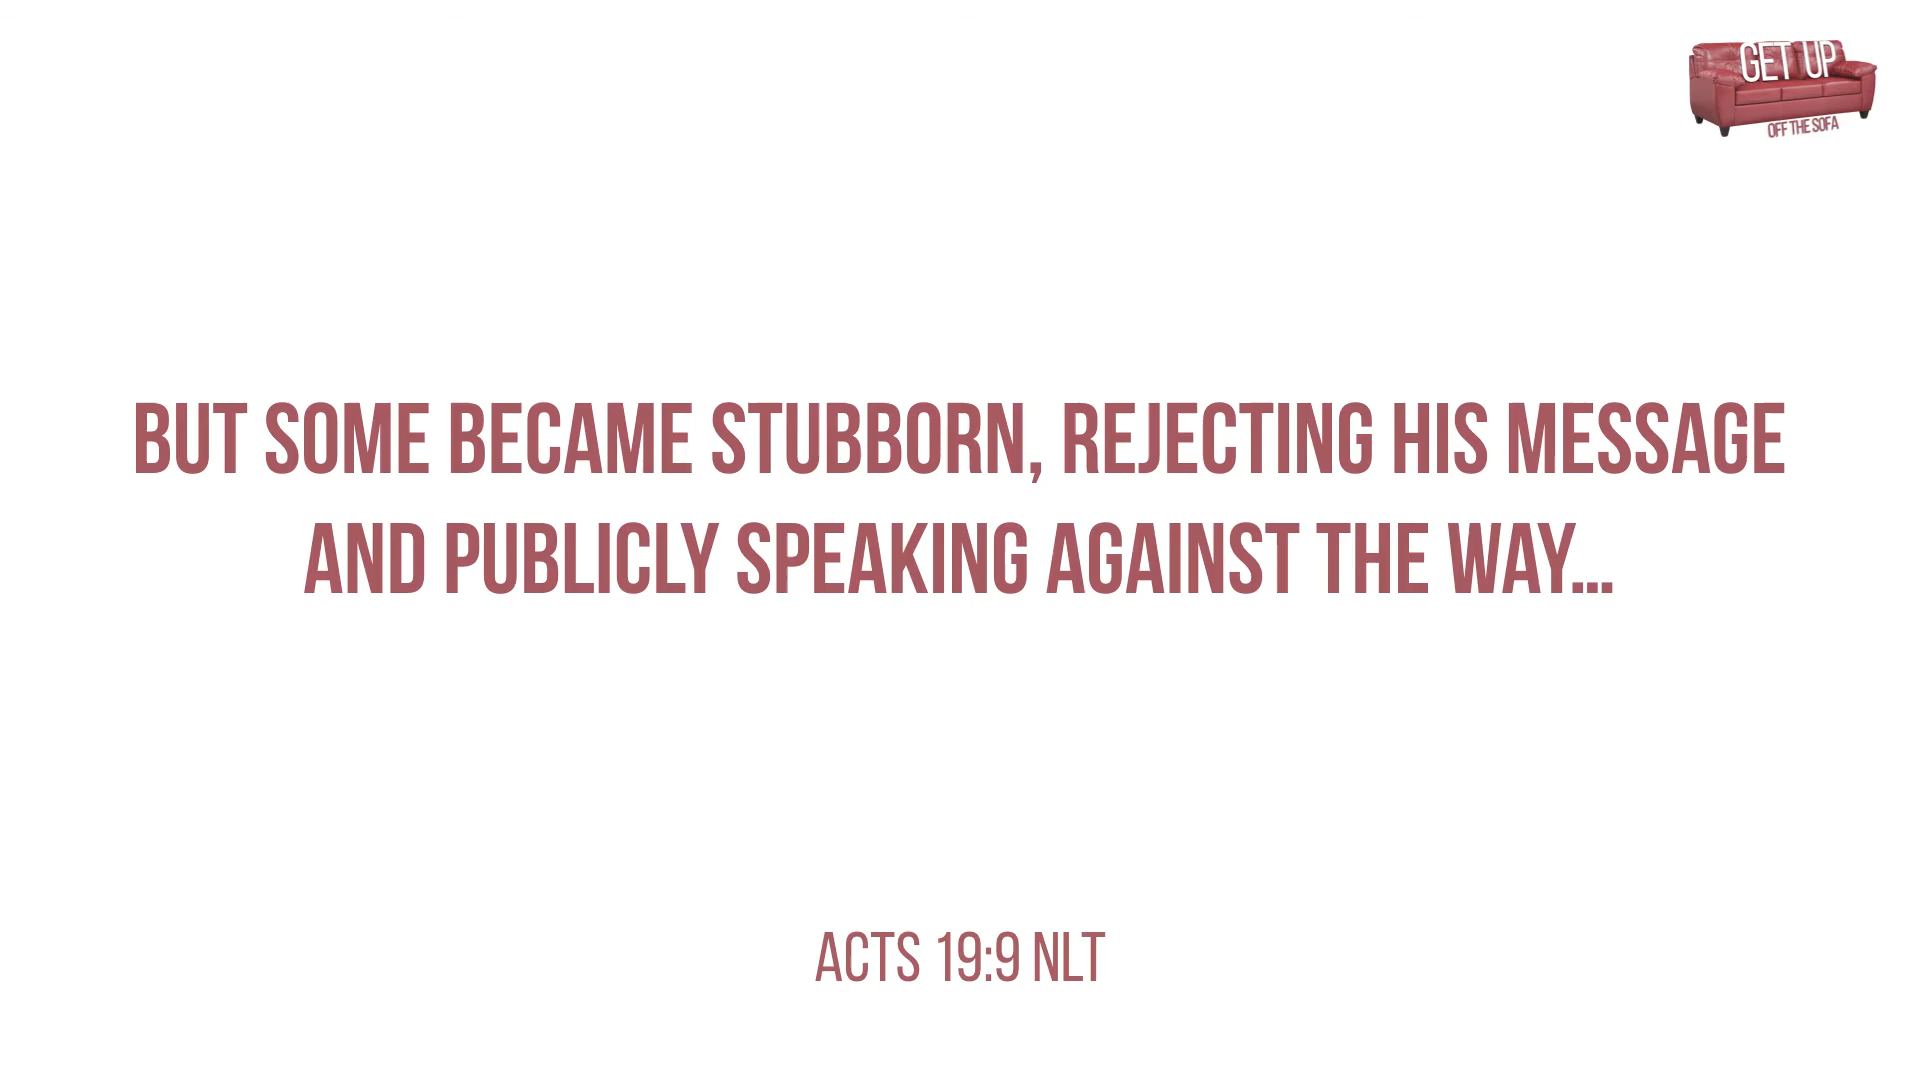 GET UP
OFF THE SOFA
BUT SOME BECAME STUBBORN, REJECTING HIS MESSAGE
AND PUBLICLY SPEAKING AGAINST THE WAY...
ACTS 19:9 NLT